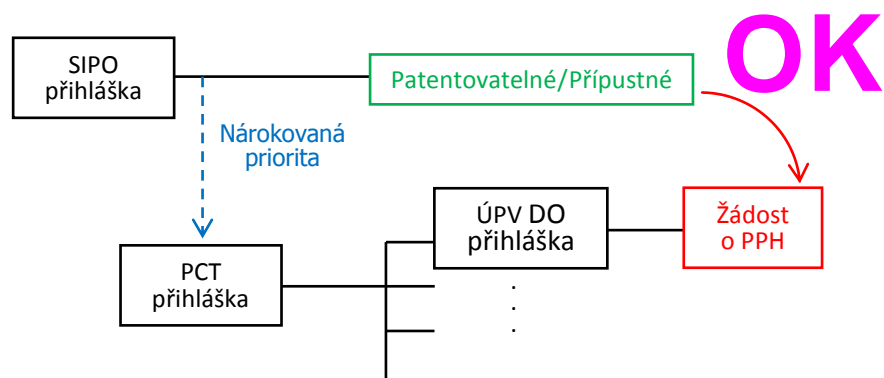 OK
SIPO
přihláška
Patentovatelné/Přípustné
Nárokovaná
priorita
ÚPV DO
přihláška
Žádost
o PPH
PCT
přihláška